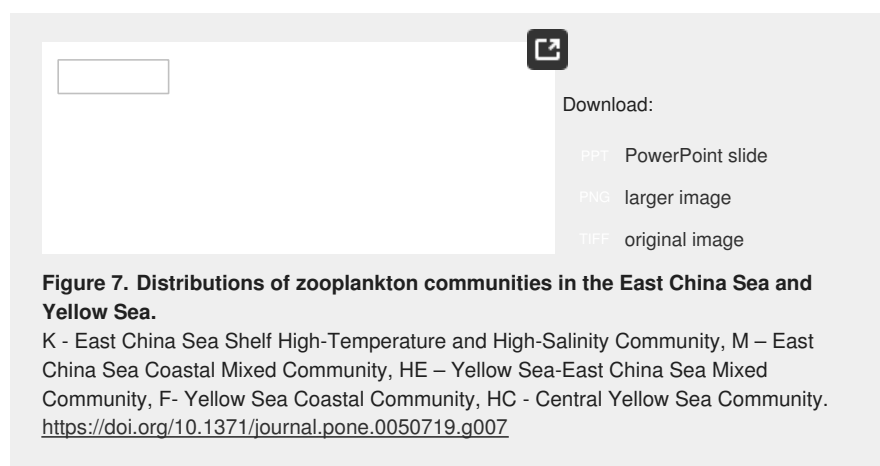 Download:
PPT PowerPoint slide
PNG larger image
TIFF original image
Figure 7. Distributions of zooplankton communities in the East China Sea and
Yellow Sea.
K - East China Sea Shelf High-Temperature and High-Salinity Community, M – East
China Sea Coastal Mixed Community, HE – Yellow Sea-East China Sea Mixed
Community, F- Yellow Sea Coastal Community, HC - Central Yellow Sea Community.
https://doi.org/10.1371/journal.pone.0050719.g007